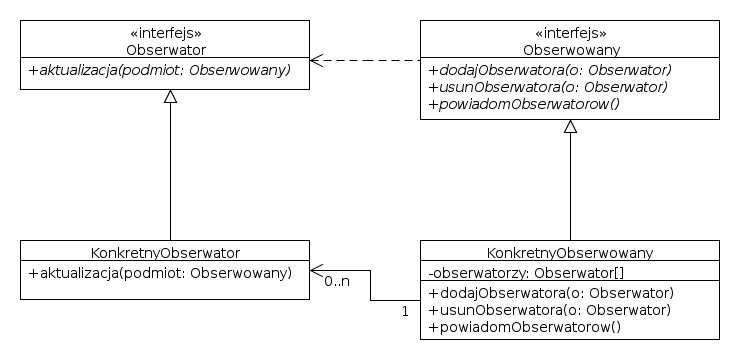 «interfejs»
Obserwator
+aktualizacja(podmiot: Obserwowany)
«interfejs»
Obserwowany
+dodajObserwatora(o: Obserwator)
+usunObserwatora(o: Obserwator)
+powiadomObserwatorow()
KonkretnyObserwator
+aktualizacja(podmiot: Obserwowany)
0..n
1
KonkretnyObserwowany
-obserwatorzy: Obserwator[]
+dodajObserwatora(o: Obserwator)
+usunObserwatora(o: Obserwator)
+powiadomObserwatorow()